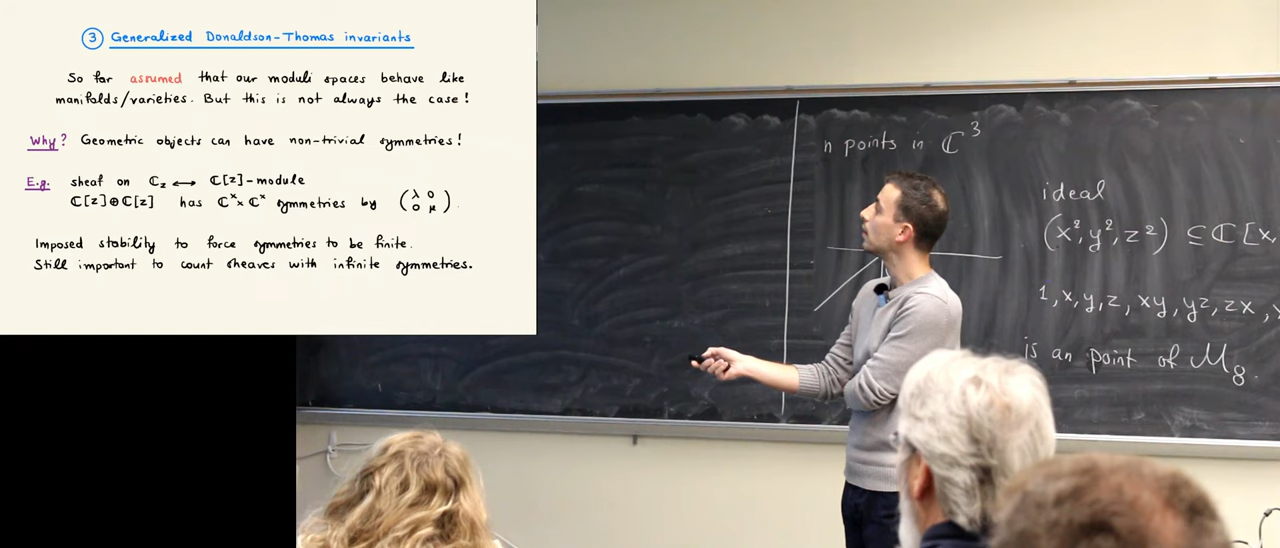 ③ Generalized Donaldson-Thomas invariants
So far assumed that our moduli spaces behave like
manifolds/varieties. But this is not always the case!
Why? Geometric objects can have non-trivial symmetries!
E.g. sheaf on ℂ_z ⟷ ℂ[z]-module
ℂ[z]⊕ℂ[z] has ℂ^× × ℂ^× symmetries by (λ 0
0 μ).
Imposed stability to force symmetries to be finite.
Still important to count sheaves with infinite symmetries.
n points in ℂ³
ideal
(x², y², z²) ⊆ ℂ[x,
1, x, y, z, xy, yz, zx,
is an point of M₈.